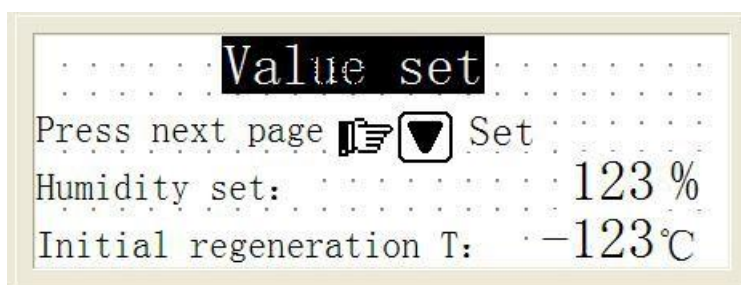 Value set
Press next page Set
Humidity set: 123 %
Initial regeneration T: -123℃